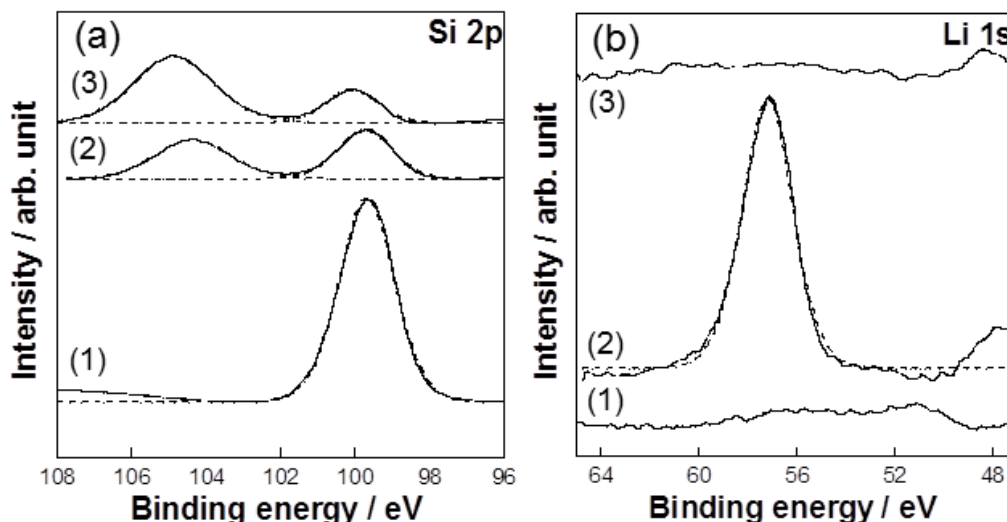 (a)
Si 2p
(3)
(2)
(1)
Intensity / arb. unit
108
106
104
102
100
98
96
Binding energy / eV
(b)
Li 1s
(3)
(2)
(1)
Intensity / arb. unit
64
60
56
52
48
Binding energy / eV